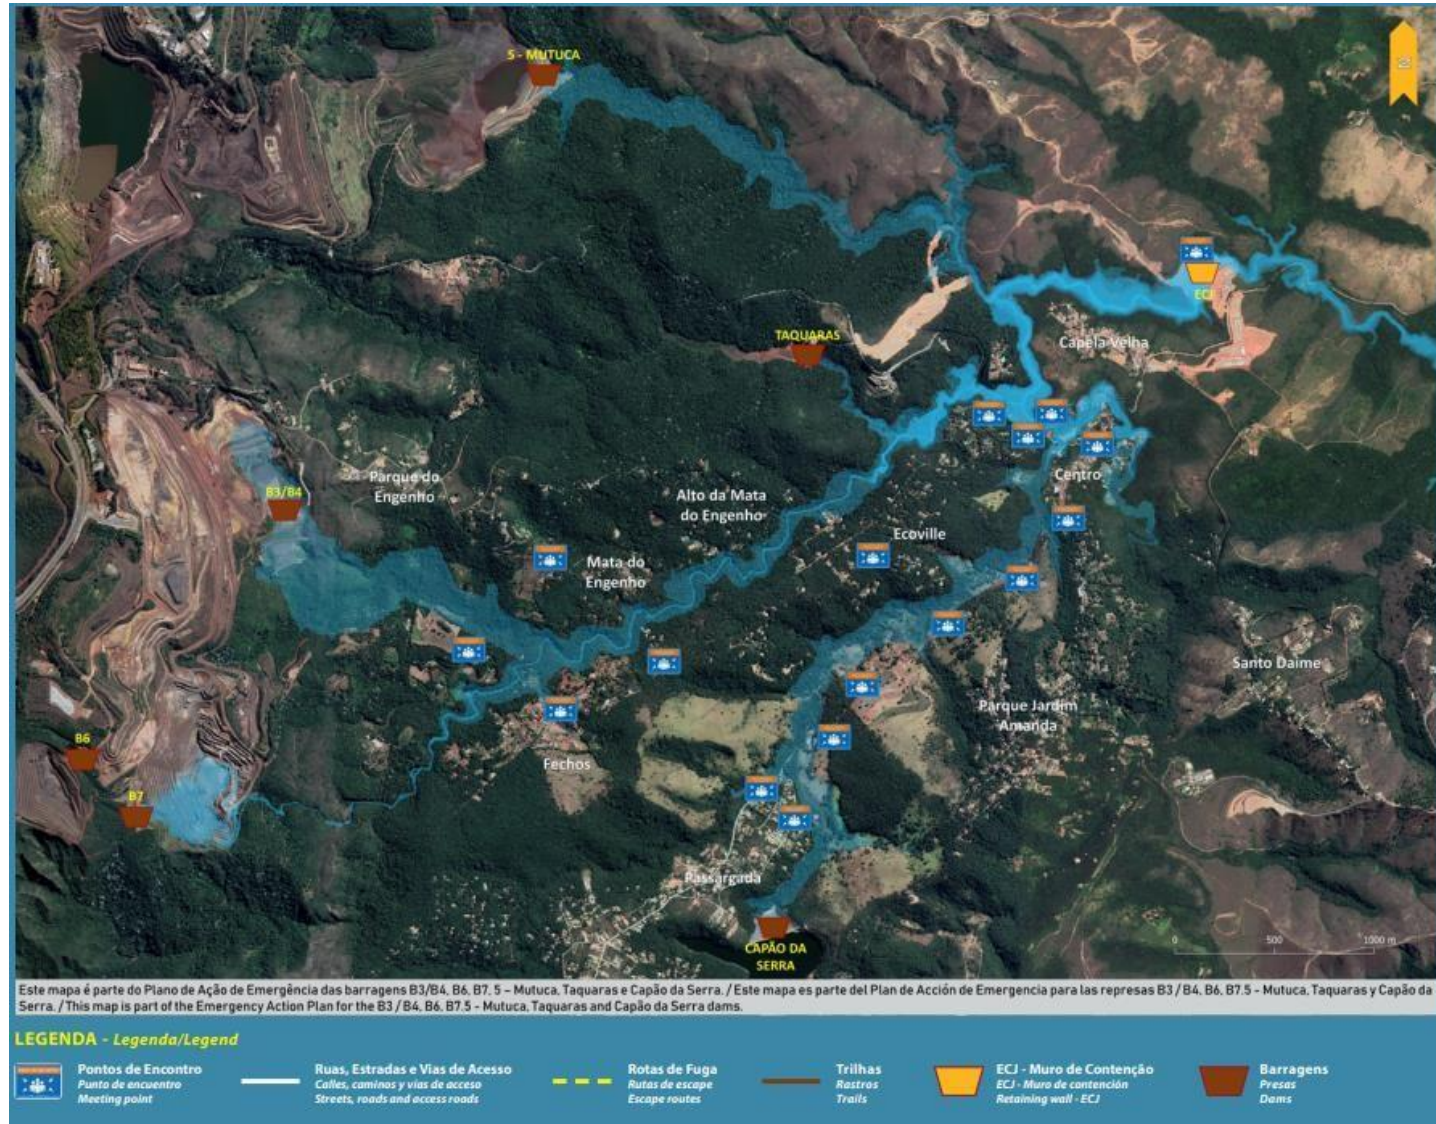 5 - MUTUCA
ECJ
TAQUARAS
Capela Velha
B3/B4
Parque do
Engenho
Alto da Mata
do Engenho
Centro
Ecoville
Mata do
Engenho
Santo Daime
Parque Jardim
Amanda
B6
Fechos
B7
Passárgada
CAPÃO DA
SERRA
0 500 1000 m
Este mapa é parte do Plano de Ação de Emergência das barragens B3/B4, B6, B7, 5 – Mutuca, Taquaras e Capão da Serra. / Este mapa es parte del Plan de Acción de Emergencia para las represas B3 / B4, B6, B7.5 - Mutuca, Taquaras y Capão da
Serra. / This map is part of the Emergency Action Plan for the B3 / B4, B6, B7.5 - Mutuca, Taquaras and Capão da Serra dams.
LEGENDA - Legenda/Legend
Pontos de Encontro
Punto de encuentro
Meeting point
Ruas, Estradas e Vias de Acesso
Calles, caminos y vias de acceso
Streets, roads and access roads
Rotas de Fuga
Rutas de escape
Escape routes
Trilhas
Rastros
Trails
ECJ - Muro de Contenção
ECJ - Muro de contención
Retaining wall - ECJ
Barragens
Presas
Dams